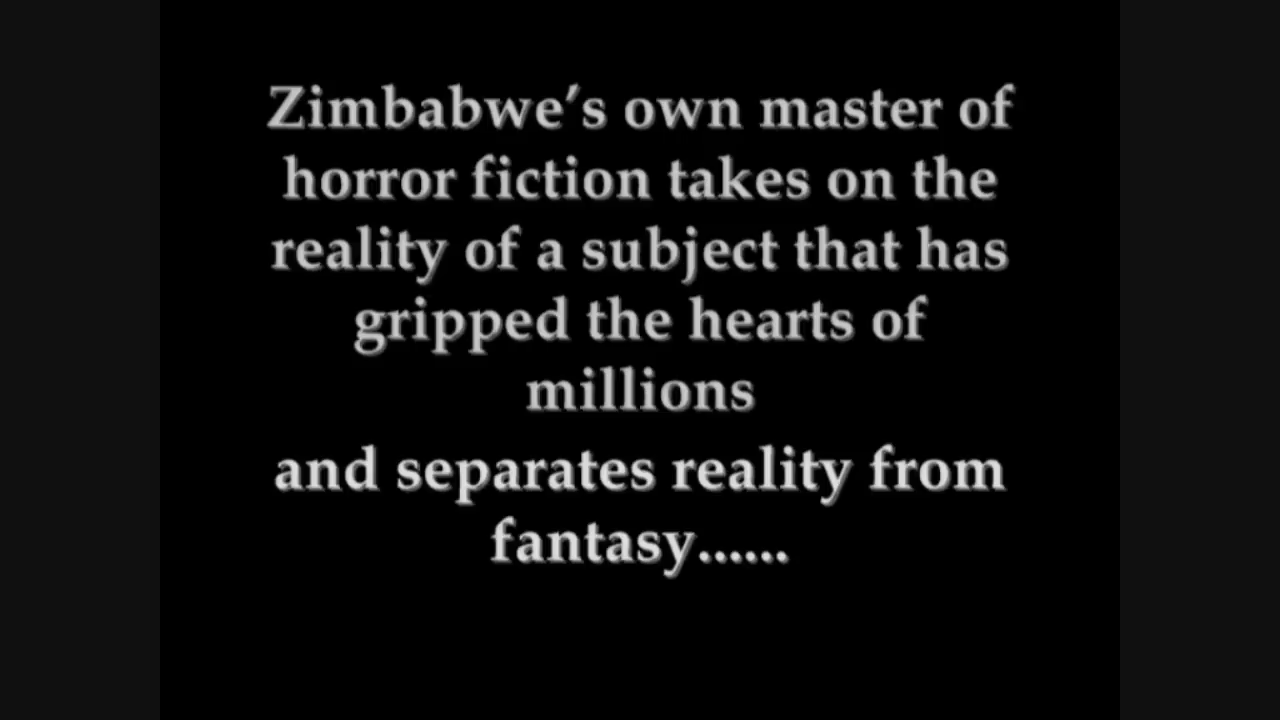 Zimbabwe’s own master of
horror fiction takes on the
reality of a subject that has
gripped the hearts of
millions
and separates reality from
fantasy......